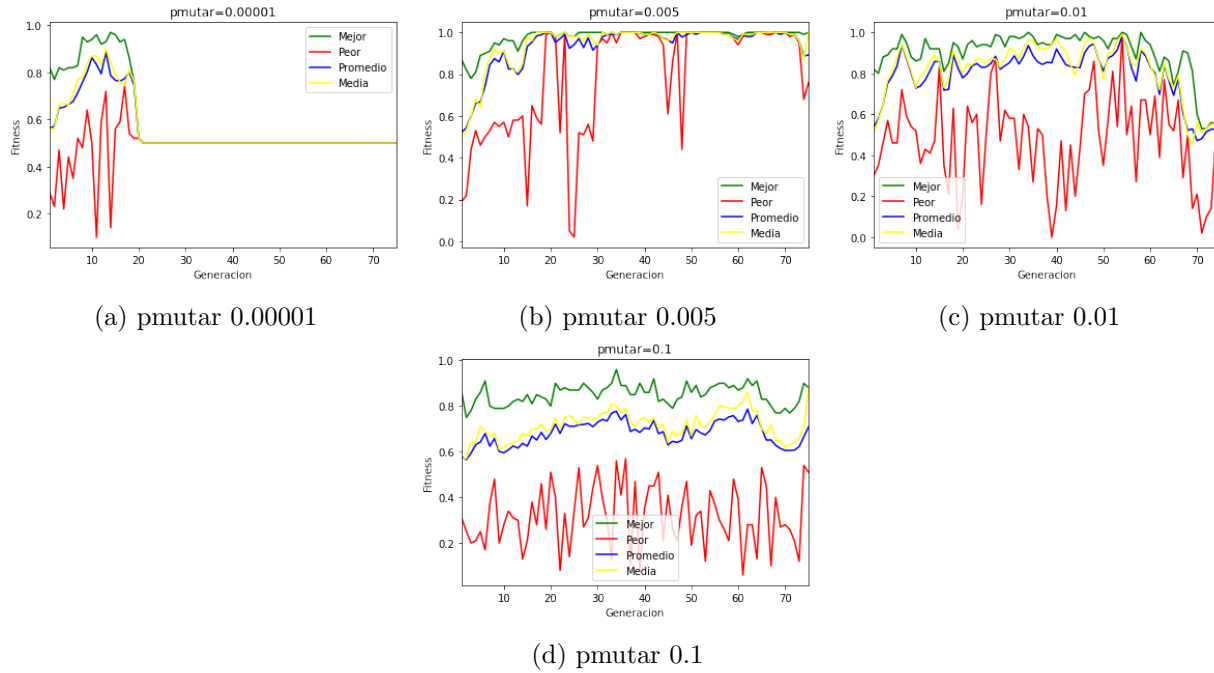 pmutar=0.00001
1.0
0.8
0.6
0.4
0.2
Fitness
Mejor
Peor
Promedio
Media
10 20 30 40 50 60 70
Generacion
(a) pmutar 0.00001
pmutar=0.005
1.0
0.8
0.6
0.4
0.2
0.0
Fitness
Mejor
Peor
Promedio
Media
10 20 30 40 50 60 70
Generacion
(b) pmutar 0.005
pmutar=0.01
1.0
0.8
0.6
0.4
0.2
0.0
Fitness
Mejor
Peor
Promedio
Media
10 20 30 40 50 60 70
Generacion
(c) pmutar 0.01
pmutar=0.1
1.0
0.8
0.6
0.4
0.2
Fitness
Mejor
Peor
Promedio
Media
10 20 30 40 50 60 70
Generacion
(d) pmutar 0.1